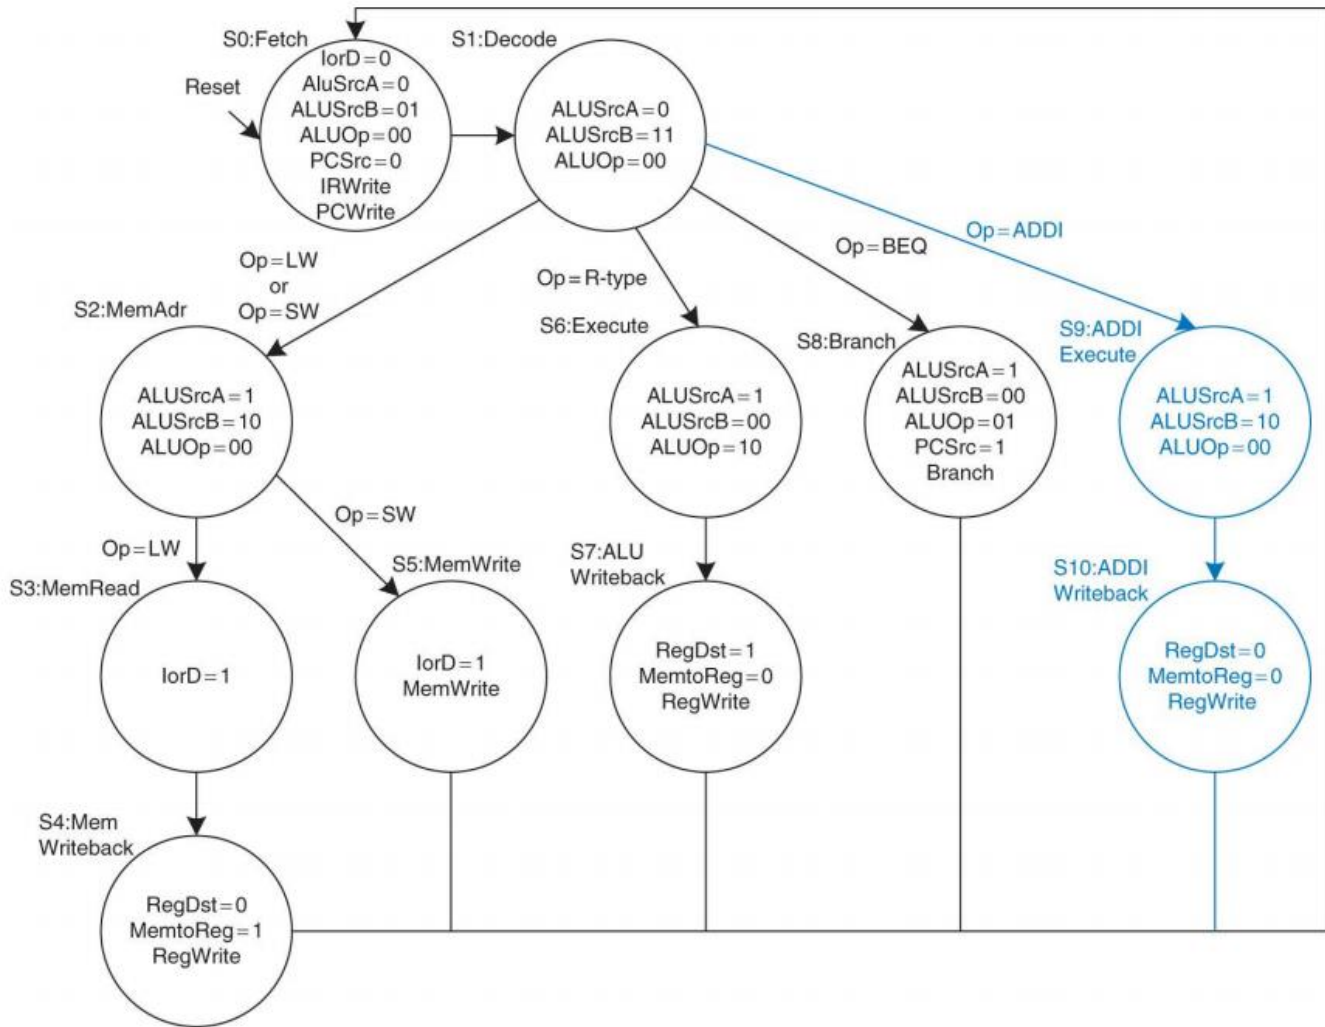 S0:Fetch
Reset
IorD=0
AluSrcA=0
ALUSrcB=01
ALUOp=00
PCSrc=0
IRWrite
PCWrite
S1:Decode
ALUSrcA=0
ALUSrcB=11
ALUOp=00
Op=LW
or
Op=SW
Op=R-type
Op=BEQ
Op=ADDI
S2:MemAdr
ALUSrcA=1
ALUSrcB=10
ALUOp=00
S6:Execute
ALUSrcA=1
ALUSrcB=00
ALUOp=10
S8:Branch
ALUSrcA=1
ALUSrcB=00
ALUOp=01
PCSrc=1
Branch
S9:ADDI
Execute
ALUSrcA=1
ALUSrcB=10
ALUOp=00
Op=LW
Op=SW
S3:MemRead
IorD=1
S5:MemWrite
IorD=1
MemWrite
S7:ALU
Writeback
RegDst=1
MemtoReg=0
RegWrite
S10:ADDI
Writeback
RegDst=0
MemtoReg=0
RegWrite
S4:Mem
Writeback
RegDst=0
MemtoReg=1
RegWrite